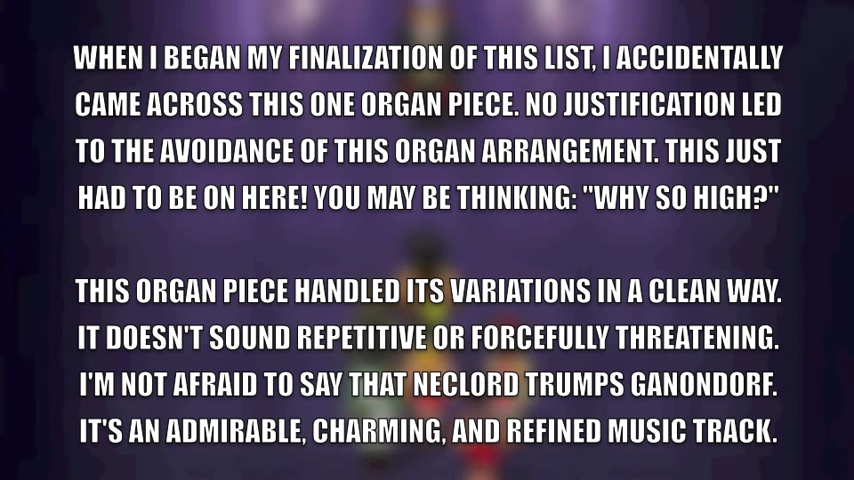 WHEN I BEGAN MY FINALIZATION OF THIS LIST, I ACCIDENTALLY
CAME ACROSS THIS ONE ORGAN PIECE. NO JUSTIFICATION LED
TO THE AVOIDANCE OF THIS ORGAN ARRANGEMENT. THIS JUST
HAD TO BE ON HERE! YOU MAY BE THINKING: "WHY SO HIGH?"
THIS ORGAN PIECE HANDLED ITS VARIATIONS IN A CLEAN WAY.
IT DOESN'T SOUND REPETITIVE OR FORCEFULLY THREATENING.
I'M NOT AFRAID TO SAY THAT NECLORD TRUMPS GANONDORF.
IT'S AN ADMIRABLE, CHARMING, AND REFINED MUSIC TRACK.